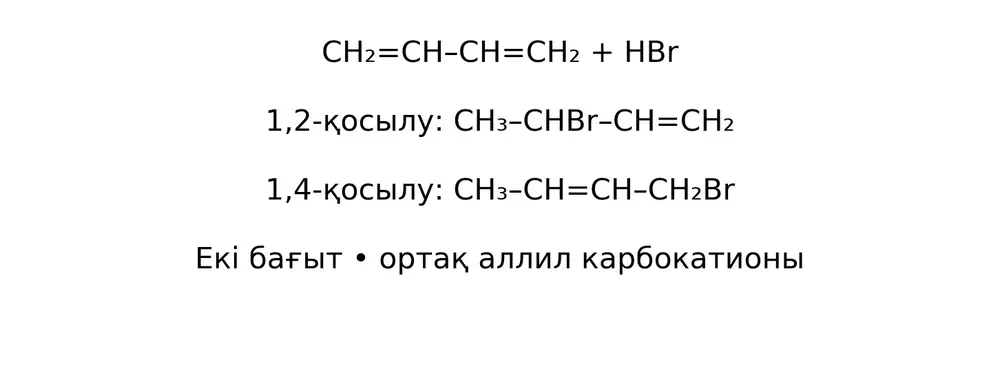 CH₂=CH–CH=CH₂ + HBr
1,2-қосылу: CH₃–CHBr–CH=CH₂
1,4-қосылу: CH₃–CH=CH–CH₂Br
Екі бағыт • ортақ аллил карбокатионы